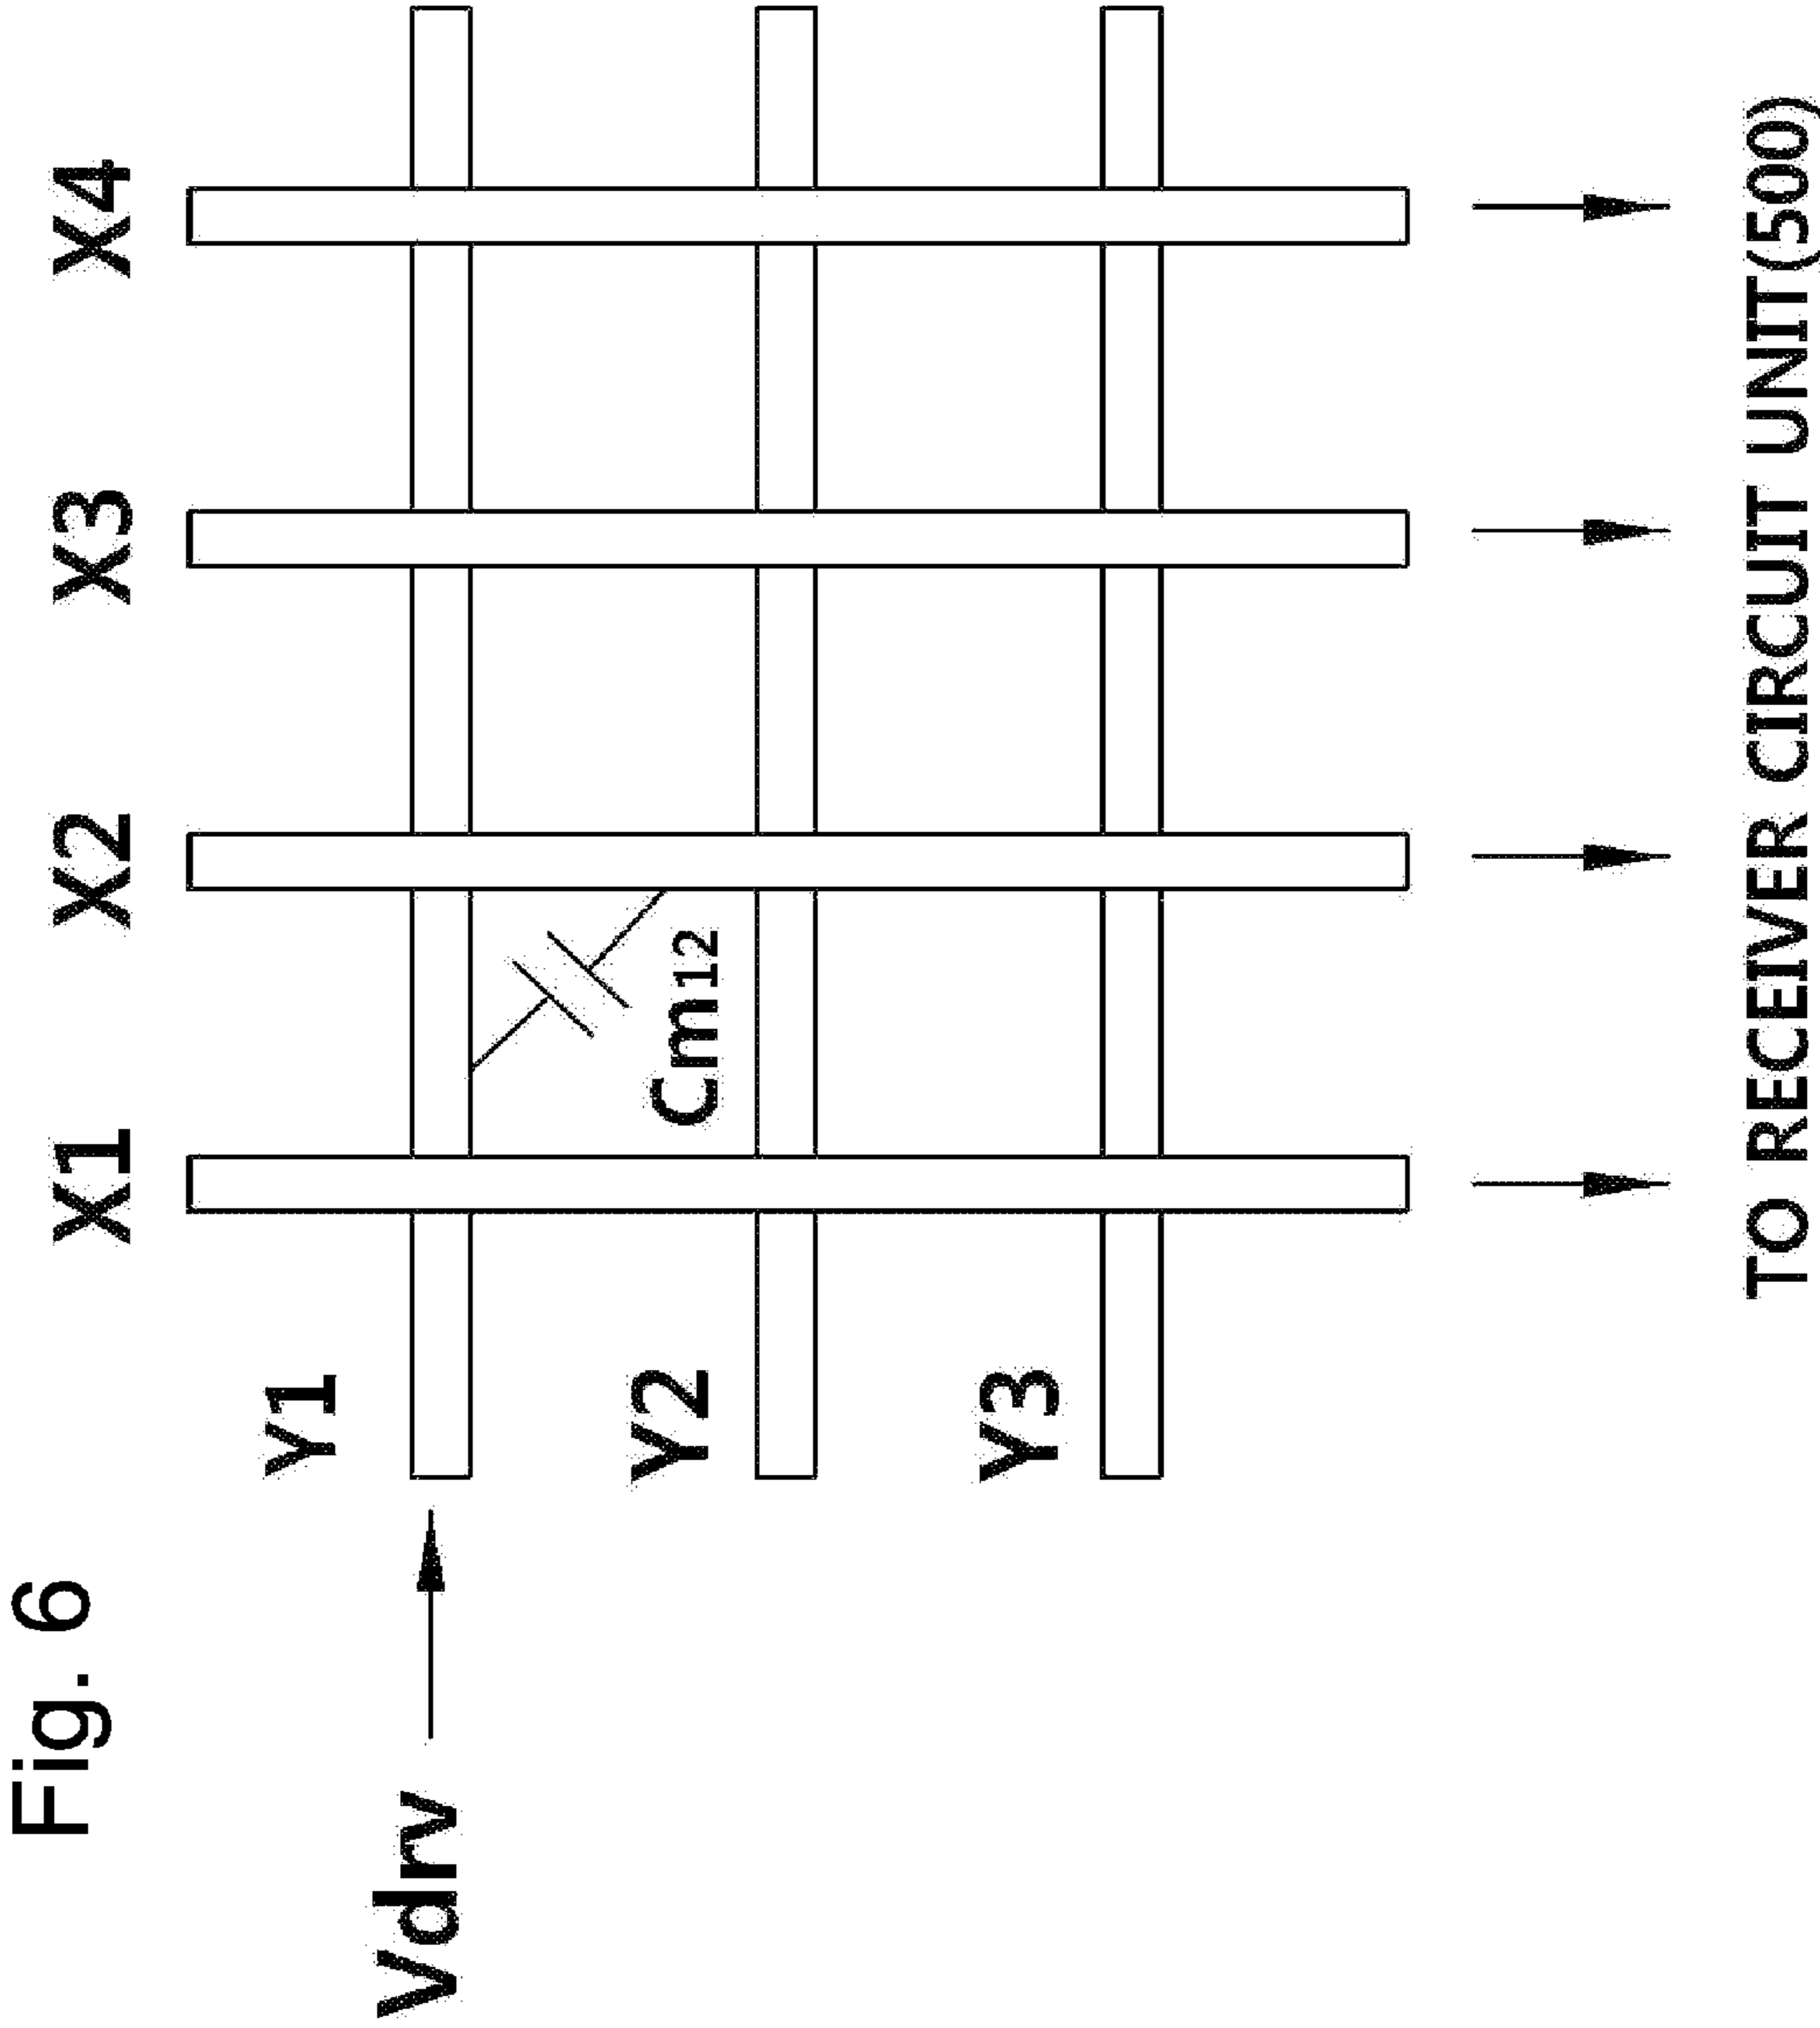 Fig. 6
X1 X2 X3 X4
Vdrv
Y1
Cm12
Y2
Y3
TO RECEIVER CIRCUIT UNIT(500)